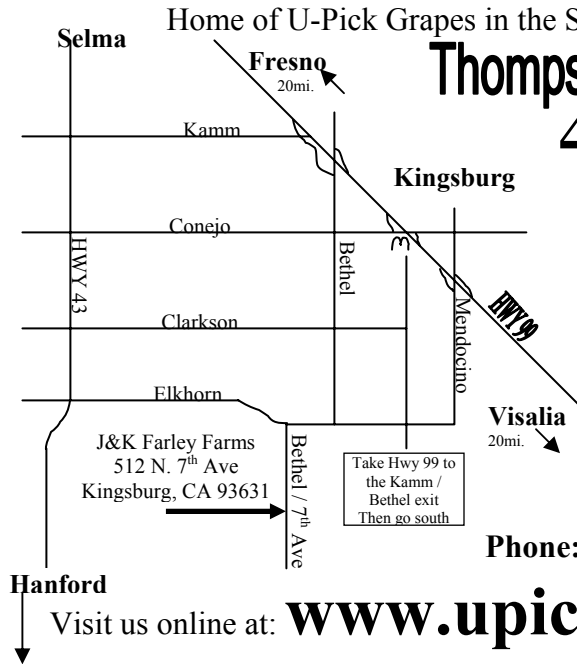 Home of U-Pick Grapes in the S
Selma
Fresno
20mi.
Thomps
Kamm
Kingsburg
Conejo
HWY 43
Bethel
Clarkson
Mendocino
HWY 99
Elkhorn
Visalia
20mi.
J&K Farley Farms
512 N. 7th Ave
Kingsburg, CA 93631
Bethel / 7th Ave
Take Hwy 99 to
the Kamm /
Bethel exit
Then go south
Phone:
Hanford
Visit us online at: www.upic